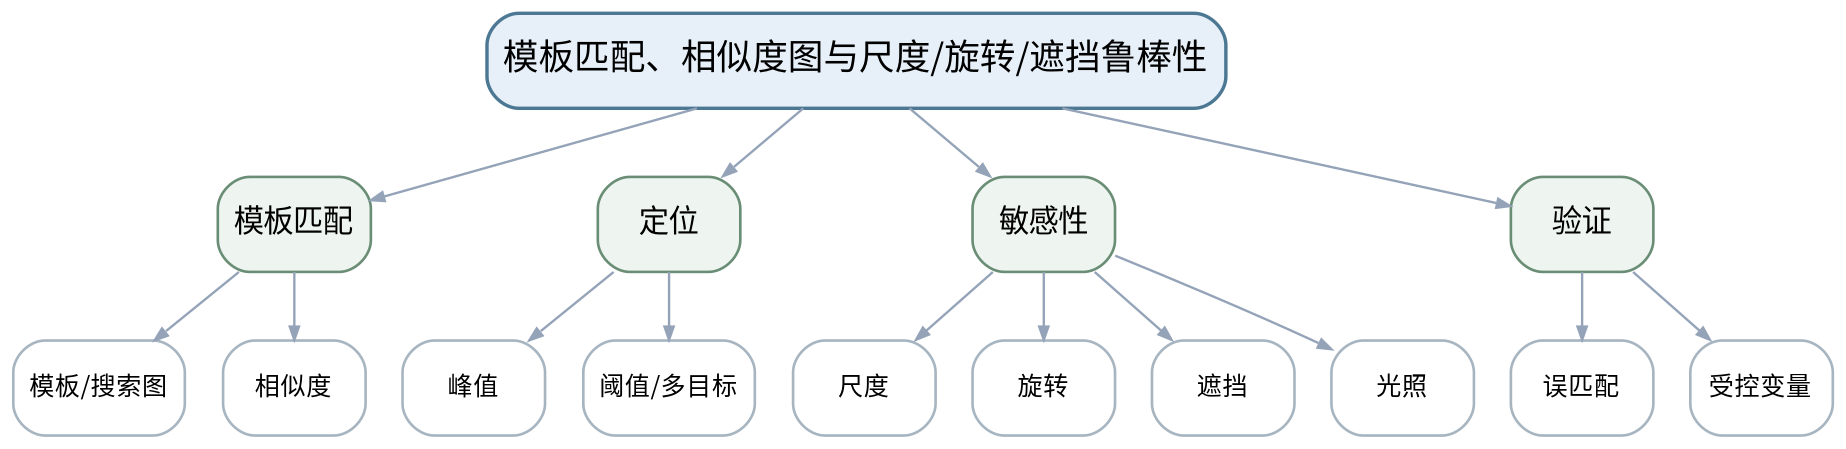 模板匹配、相似度图与尺度/旋转/遮挡鲁棒性
模板匹配
定位
敏感性
验证
模板/搜索图
相似度
峰值
阈值/多目标
尺度
旋转
遮挡
光照
误匹配
受控变量